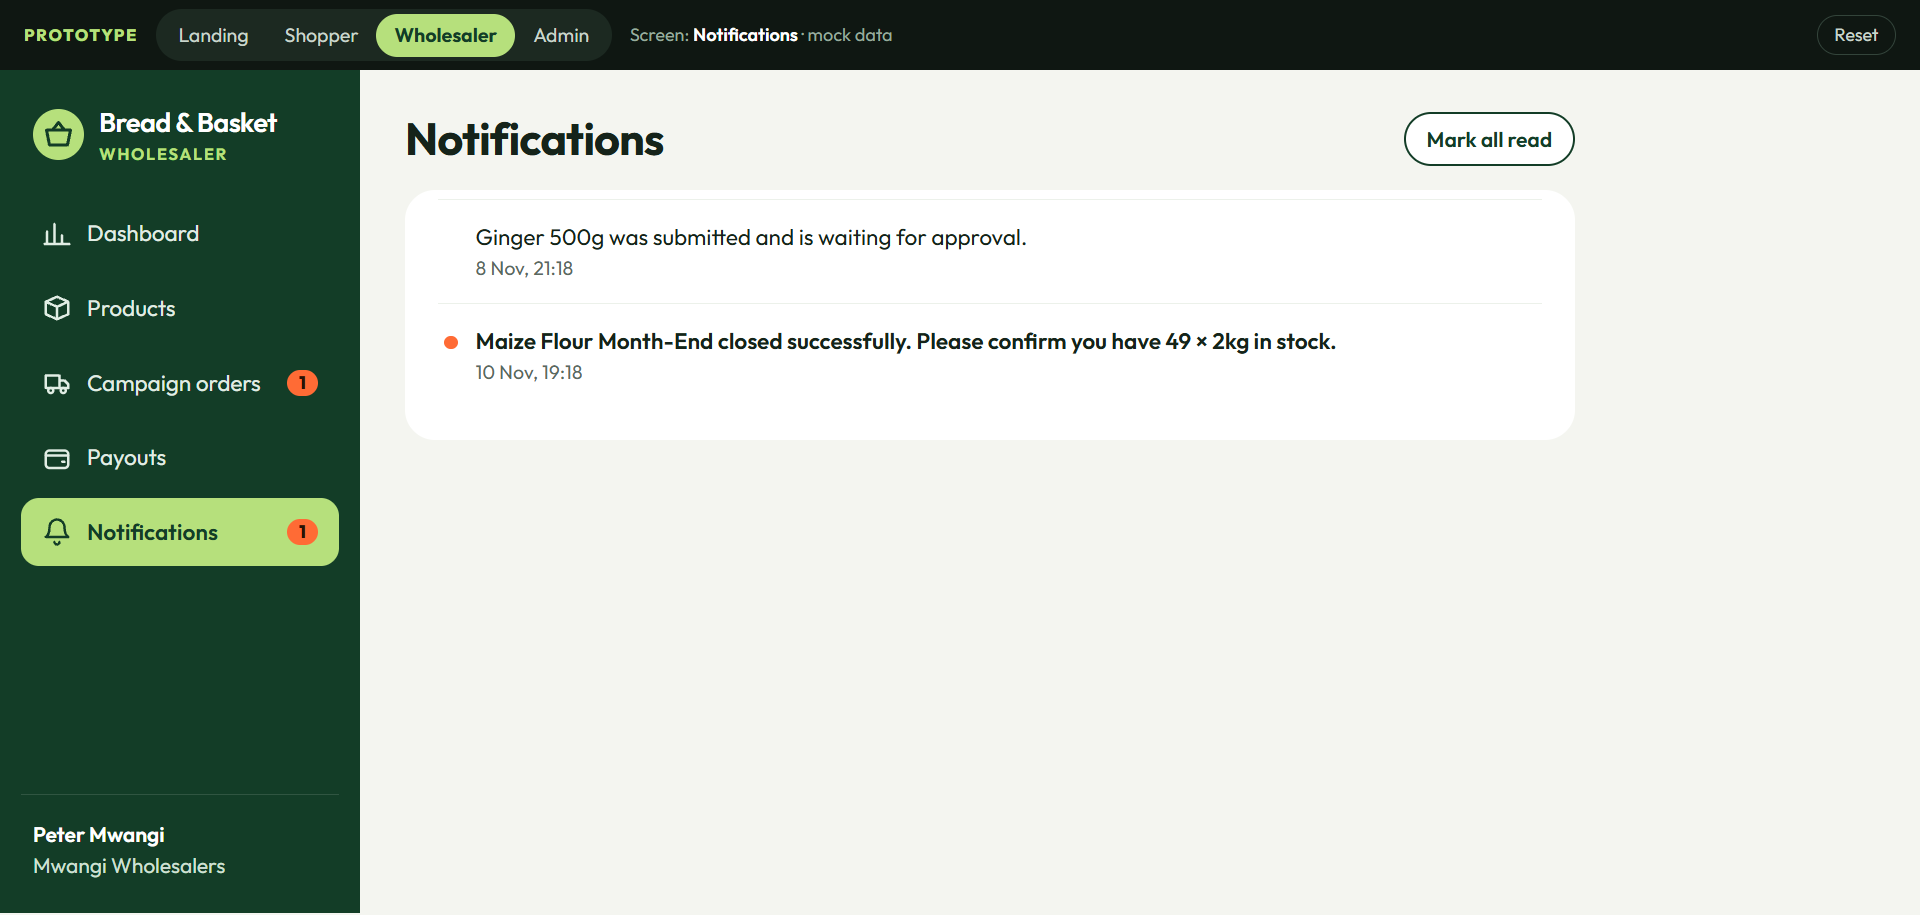 PROTOTYPE Landing Shopper Wholesaler Admin Screen: Notifications · mock data Reset
Bread & Basket
WHOLESALER
Dashboard
Products
Campaign orders 1
Payouts
Notifications 1
Peter Mwangi
Mwangi Wholesalers
Notifications
Mark all read
Ginger 500g was submitted and is waiting for approval.
8 Nov, 21:18
Maize Flour Month-End closed successfully. Please confirm you have 49 × 2kg in stock.
10 Nov, 19:18